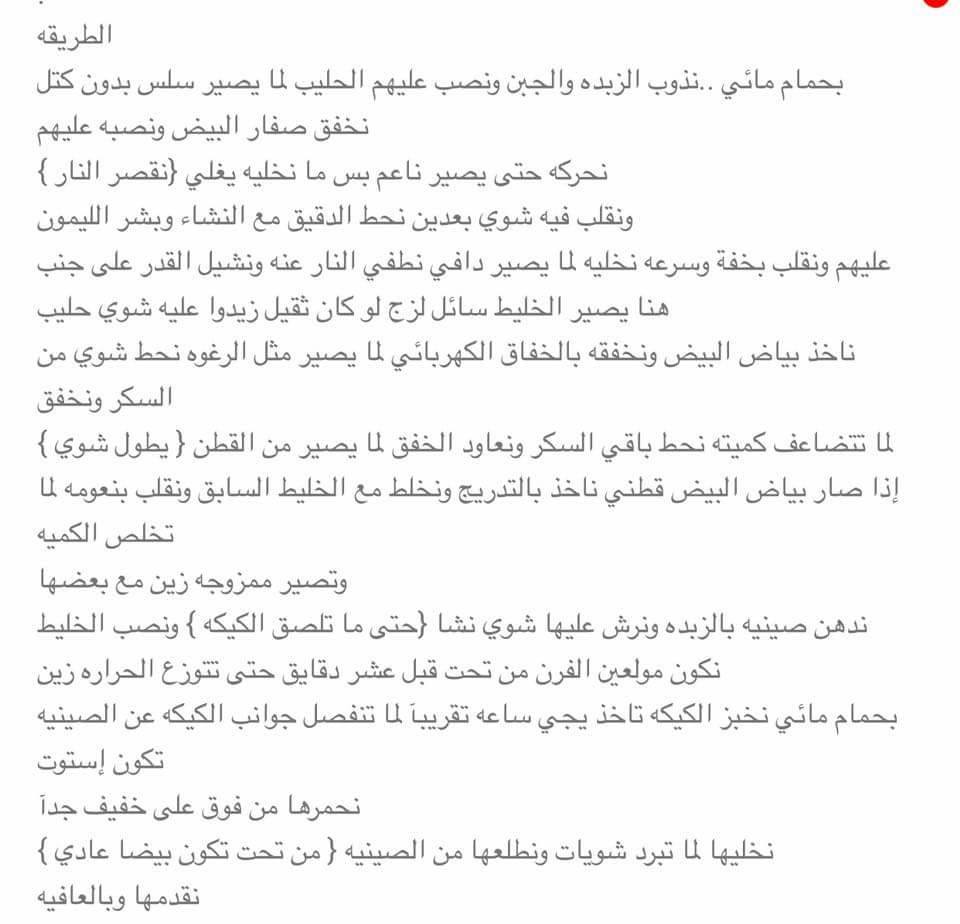 الطريقه
بحمام مائي ..نذوب الزبده والجبن ونصب عليهم الحليب لما يصير سلس بدون كتل
نخفق صفار البيض ونصبه عليهم
نحركه حتى يصير ناعم بس ما نخليه يغلي {نقصر النار }
ونقلب فيه شوي بعدين نحط الدقيق مع النشاء وبشر الليمون
عليهم ونقلب بخفة وسرعه نخليه لما يصير دافي نطفي النار عنه ونشيل القدر على جنب
هنا يصير الخليط سائل لزج لو كان ثقيل زيدوا عليه شوي حليب
ناخذ بياض البيض ونخفقه بالخفاق الكهربائي لما يصير مثل الرغوه نحط شوي من
السكر ونخفق
لما تتضاعف كميته نحط باقي السكر ونعاود الخفق لما يصير من القطن { يطول شوي }
إذا صار بياض البيض قطني ناخذ بالتدريج ونخلط مع الخليط السابق ونقلب بنعومه لما
تخلص الكميه
وتصير ممزوجه زين مع بعضها
ندهن صينيه بالزبده ونرش عليها شوي نشا {حتى ما تلصق الكيكه } ونصب الخليط
نكون مولعين الفرن من تحت قبل عشر دقايق حتى تتوزع الحراره زين
بحمام مائي نخبز الكيكه تاخذ يجي ساعه تقريبآ لما تنفصل جوانب الكيكه عن الصينيه
تكون إستوت
نحمرها من فوق على خفيف جدآ
نخليها لما تبرد شويات ونطلعها من الصينيه { من تحت تكون بيضا عادي }
نقدمها وبالعافيه